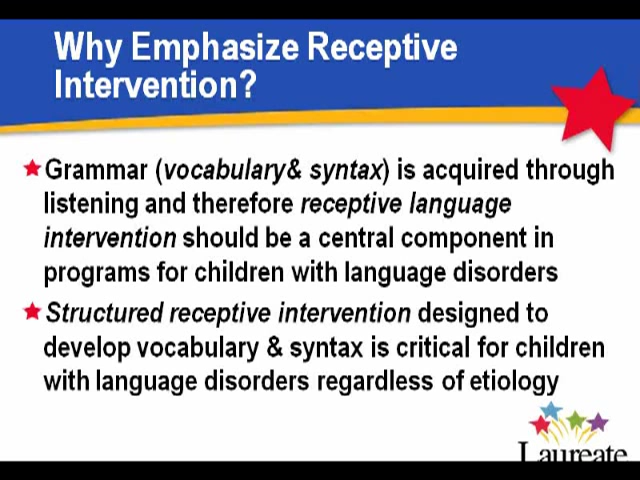 Why Emphasize Receptive
Intervention?
Grammar (vocabulary& syntax) is acquired through
listening and therefore receptive language
intervention should be a central component in
programs for children with language disorders
Structured receptive intervention designed to
develop vocabulary & syntax is critical for children
with language disorders regardless of etiology
Laureate